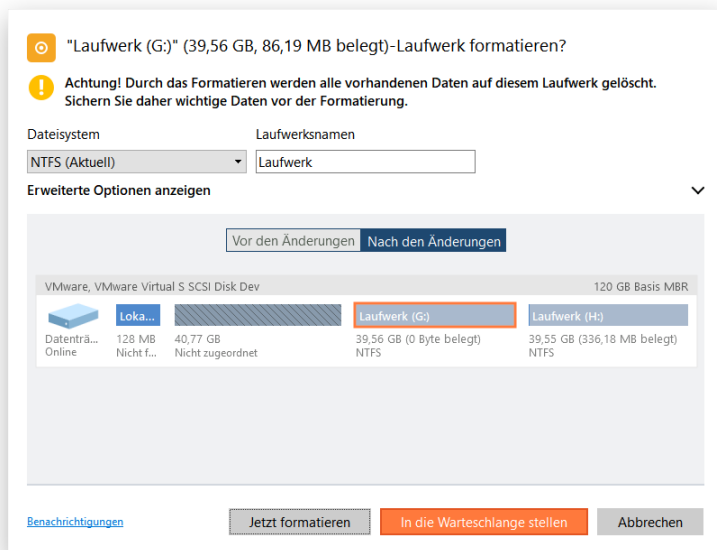 "Laufwerk (G:)" (39,56 GB, 86,19 MB belegt)-Laufwerk formatieren?
Achtung! Durch das Formatieren werden alle vorhandenen Daten auf diesem Laufwerk gelöscht.
Sichern Sie daher wichtige Daten vor der Formatierung.
Dateisystem Laufwerksnamen
NTFS (Aktuell) Laufwerk
Erweiterte Optionen anzeigen
Vor den Änderungen Nach den Änderungen
VMware, VMware Virtual S SCSI Disk Dev 120 GB Basis MBR
Loka... Laufwerk (G:) Laufwerk (H:)
Datenträ... 128 MB 40,77 GB 39,56 GB (0 Byte belegt) 39,55 GB (336,18 MB belegt)
Online Nicht f... Nicht zugeordnet NTFS NTFS
Benachrichtigungen Jetzt formatieren In die Warteschlange stellen Abbrechen